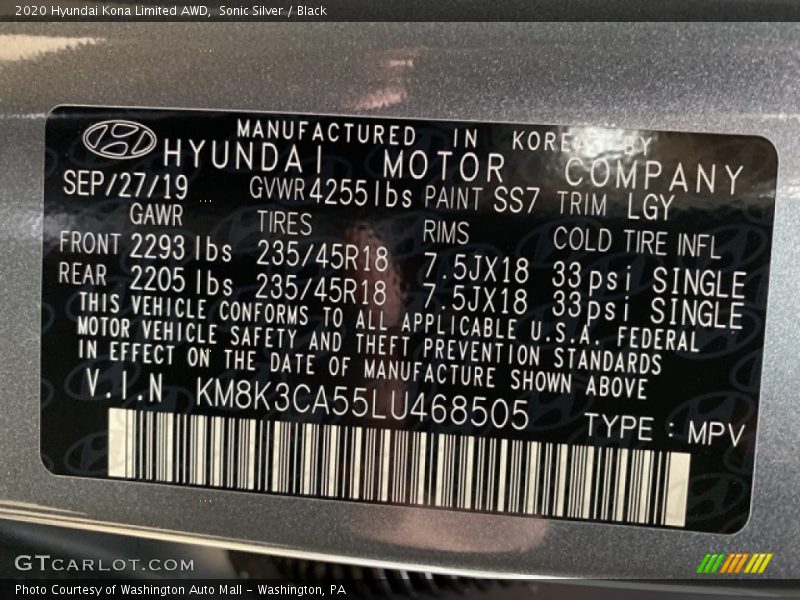 2020 Hyundai Kona Limited AWD,  Sonic Silver / Black
MANUFACTURED IN KOREA BY
HYUNDAI MOTOR COMPANY
SEP/27/19 GVWR 4255lbs PAINT SS7 TRIM LGY
GAWR TIRES RIMS COLD TIRE INFL
FRONT 2293 lbs 235/45R18 7.5JX18 33psi SINGLE
REAR 2205 lbs 235/45R18 7.5JX18 33psi SINGLE
THIS VEHICLE CONFORMS TO ALL APPLICABLE U.S.A. FEDERAL
MOTOR VEHICLE SAFETY AND THEFT PREVENTION STANDARDS
IN EFFECT ON THE DATE OF MANUFACTURE SHOWN ABOVE
V.I.N KM8K3CA55LU468505 TYPE : MPV
GTCARLOT.COM
Photo Courtesy of Washington Auto Mall - Washington, PA